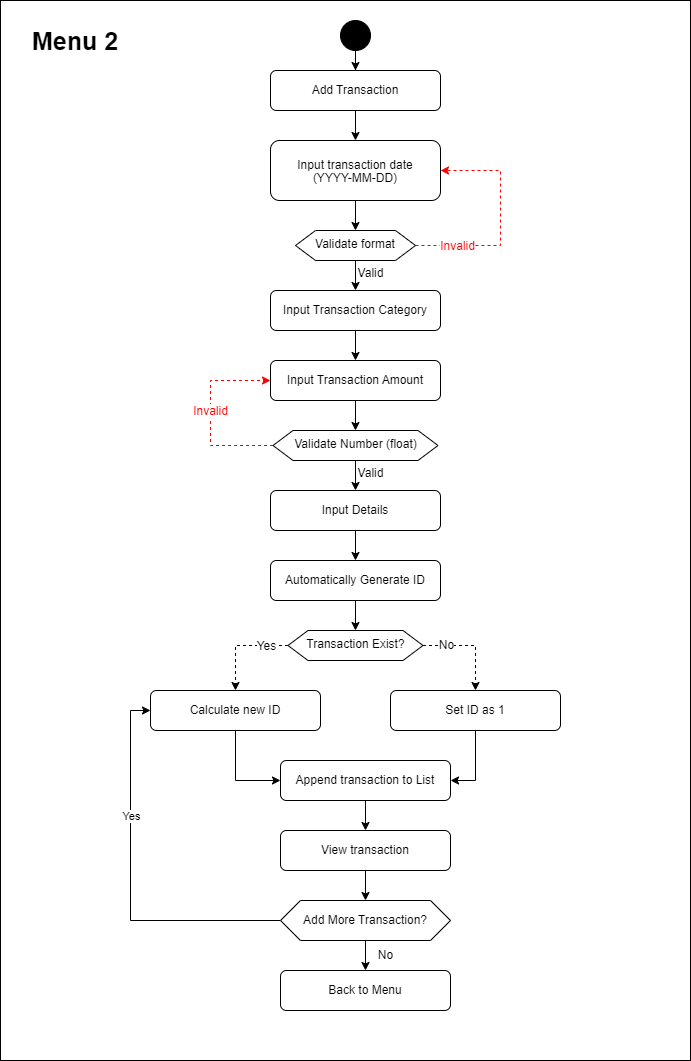 Menu 2
Add Transaction
Input transaction date
(YYYY-MM-DD)
Validate format
Invalid
Valid
Input Transaction Category
Input Transaction Amount
Invalid
Validate Number (float)
Valid
Input Details
Automatically Generate ID
Yes
Transaction Exist?
No
Calculate new ID
Set ID as 1
Append transaction to List
Yes
View transaction
Add More Transaction?
No
Back to Menu